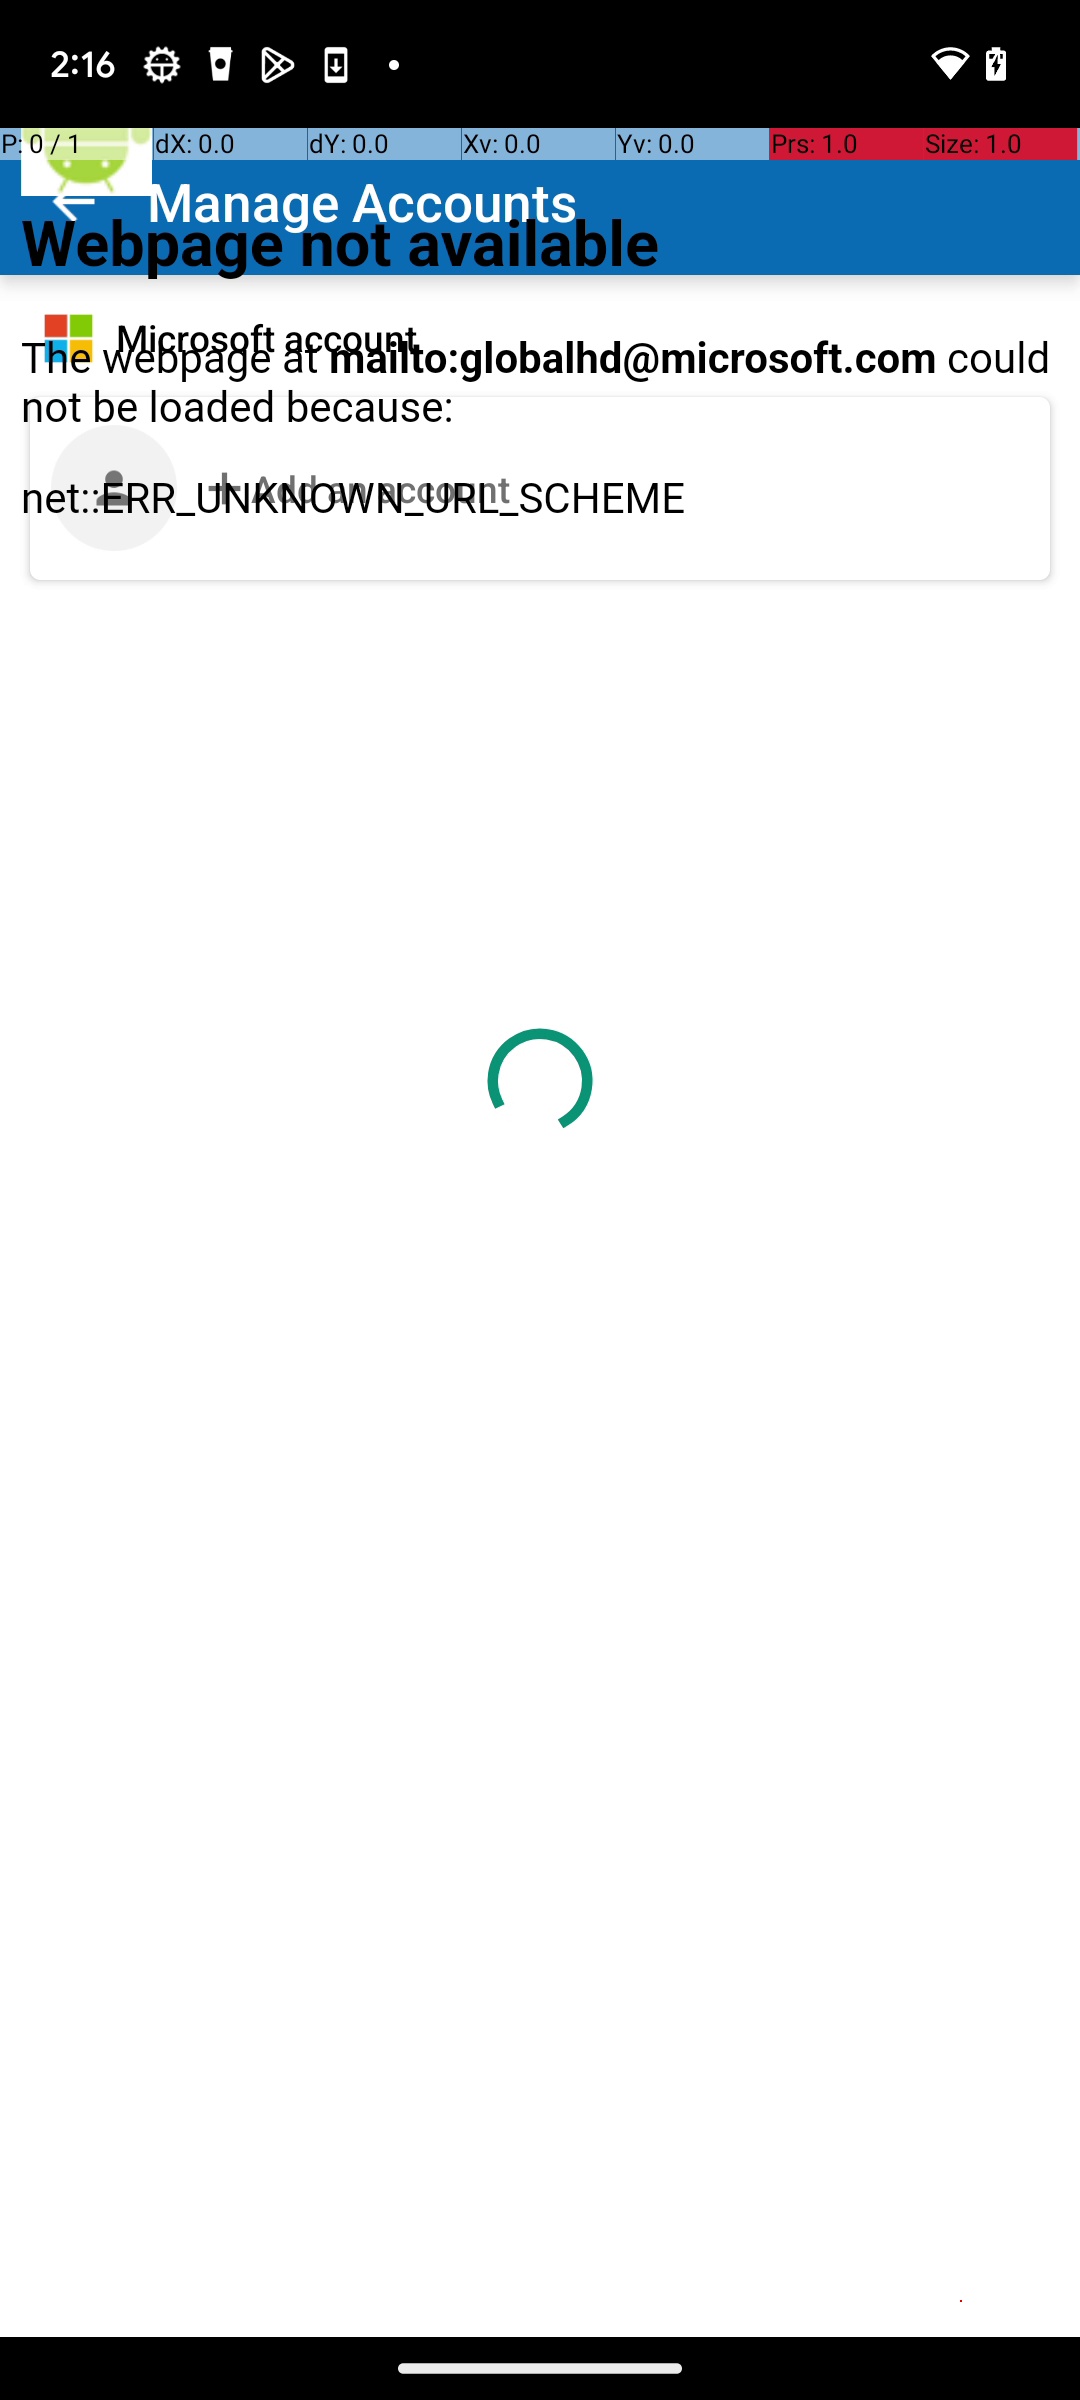 2:16
P: 0 / 1 dX: 0.0 dY: 0.0 Xv: 0.0 Yv: 0.0 Prs: 1.0 Size: 1.0
Manage Accounts
Webpage not available
Microsoft account
The webpage at mailto:globalhd@microsoft.com could
not be loaded because:
Add an account
net::ERR_UNKNOWN_URL_SCHEME